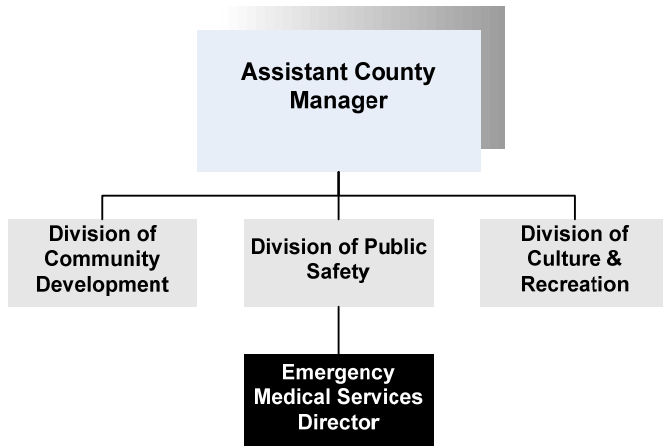 Assistant County
Manager
Division of
Community
Development
Division of Public
Safety
Division of
Culture &
Recreation
Emergency
Medical Services
Director